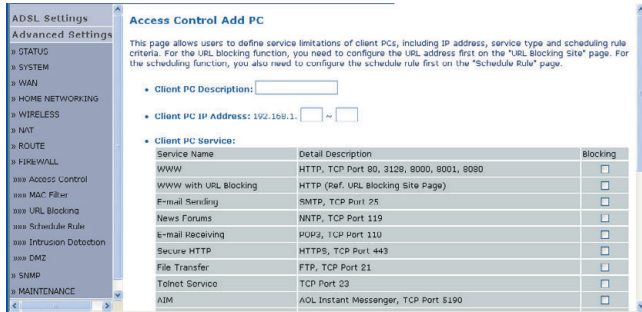 ADSL Settings
Advanced Settings
» STATUS
» SYSTEM
» WAN
» HOME NETWORKING
» WIRELESS
» NAT
» ROUTE
» FIREWALL
»»» Access Control
»»» MAC Filter
»»» URL Blocking
»»» Schedule Rule
»»» Intrusion Detection
»»» DMZ
» SNMP
» MAINTENANCE
Access Control Add PC
This page allows users to define service limitations of client PCs, including IP address, service type and scheduling rule
criteria. For the URL blocking function, you need to configure the URL address first on the "URL Blocking Site" page. For
the scheduling function, you also need to configure the schedule rule first on the "Schedule Rule" page.
• Client PC Description:
• Client PC IP Address: 192.168.1. ~
• Client PC Service:
Service Name Detail Description Blocking
WWW HTTP, TCP Port 80, 3128, 8000, 8001, 8080
WWW with URL Blocking HTTP (Ref. URL Blocking Site Page)
E-mail Sending SMTP, TCP Port 25
News Forums NNTP, TCP Port 119
E-mail Receiving POP3, TCP Port 110
Secure HTTP HTTPS, TCP Port 443
File Transfer FTP, TCP Port 21
Telnet Service TCP Port 23
AIM AOL Instant Messenger, TCP Port 5190